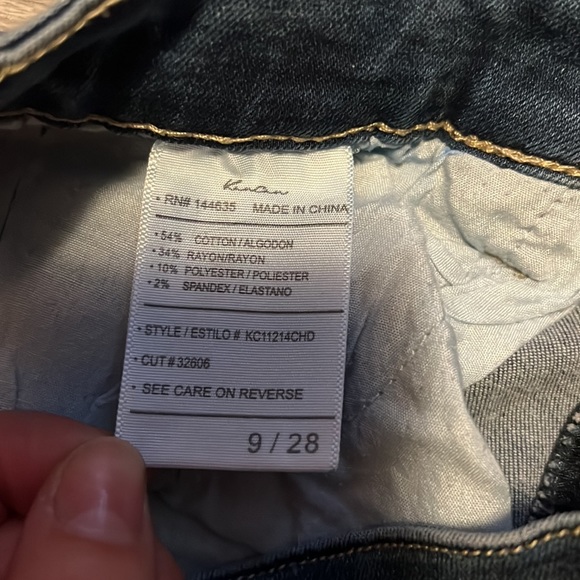 KanCan
• RN# 144635 MADE IN CHINA
• 54% COTTON / ALGODON
• 34% RAYON/RAYON
• 10% POLYESTER / POLIESTER
• 2% SPANDEX / ELASTANO
• STYLE / ESTILO # KC11214CHD
• CUT # 32606
• SEE CARE ON REVERSE
9 / 28